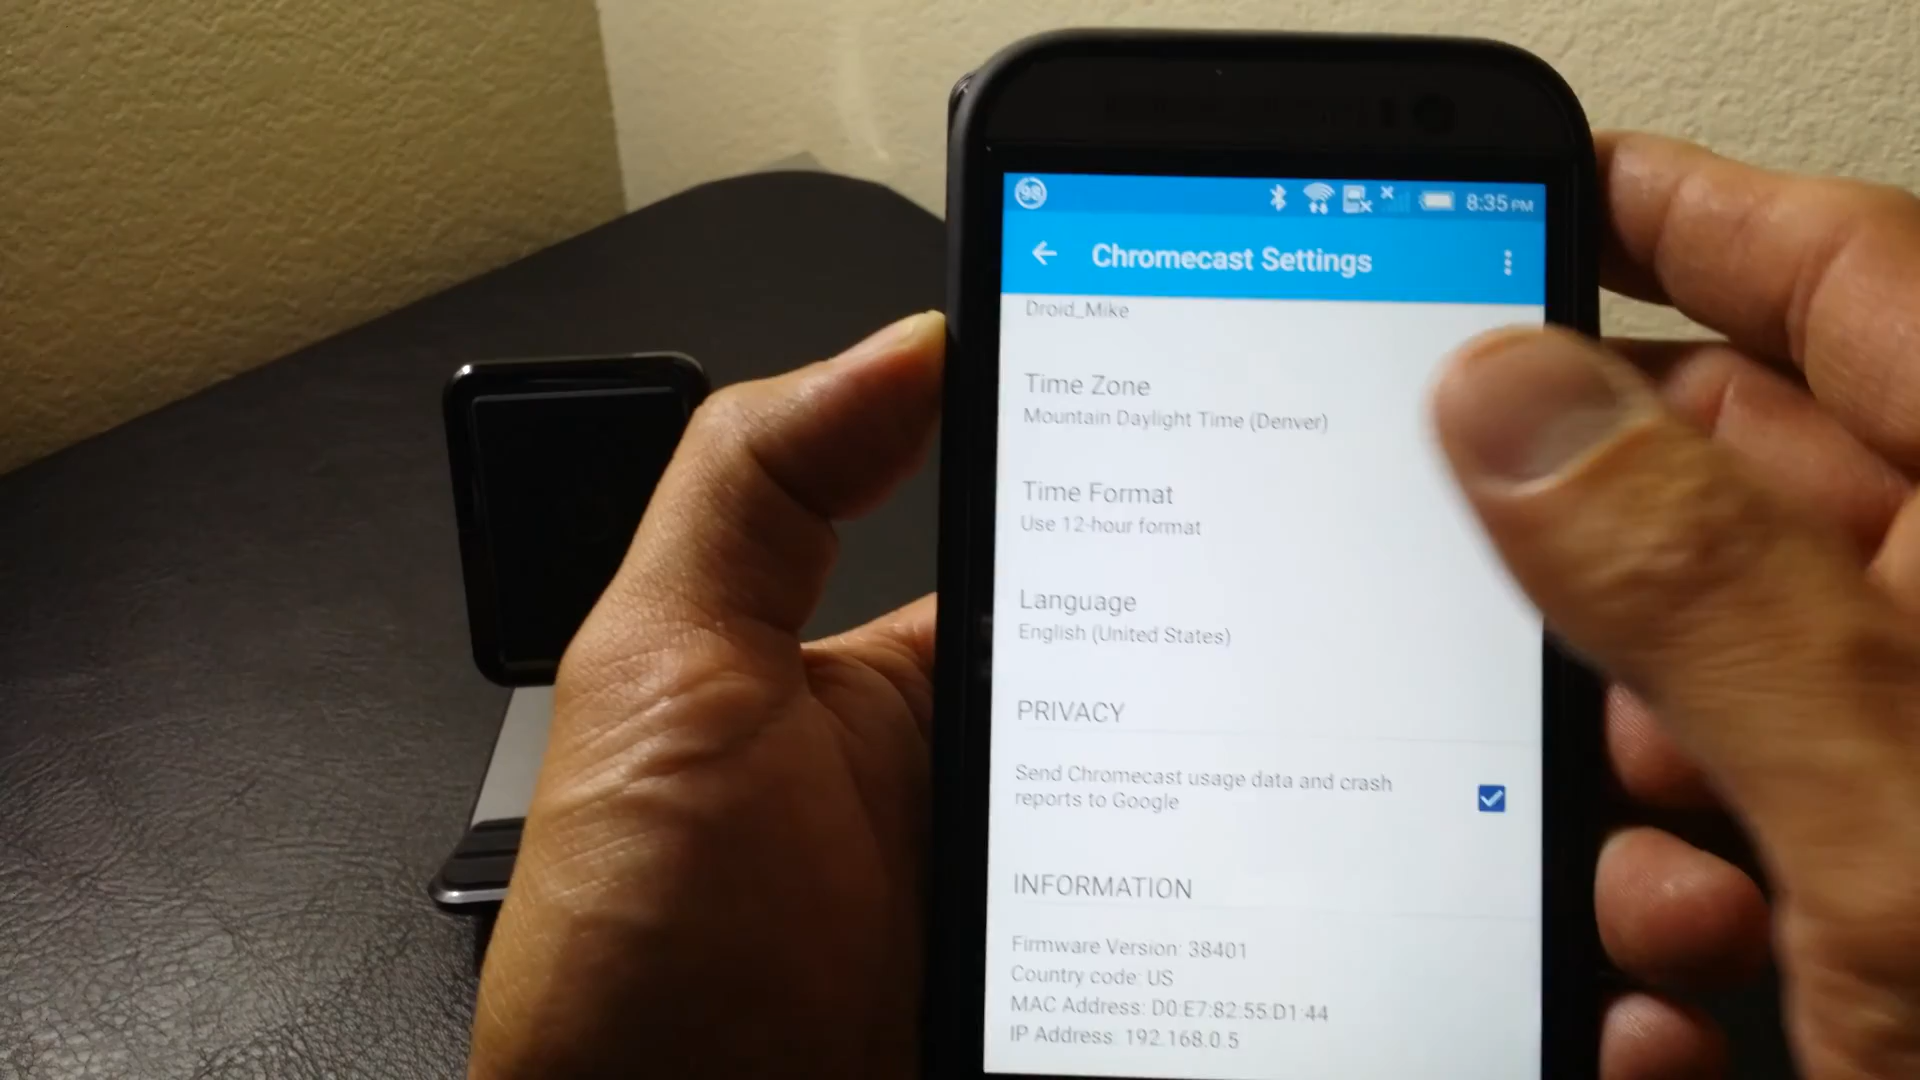 98
8:35 PM
Chromecast Settings
Droid_Mike
Time Zone
Mountain Daylight Time (Denver)
Time Format
Use 12-hour format
Language
English (United States)
PRIVACY
Send Chromecast usage data and crash
reports to Google
INFORMATION
Firmware Version: 38401
Country code: US
MAC Address: D0:E7:82:55:D1:44
IP Address: 192.168.0.5